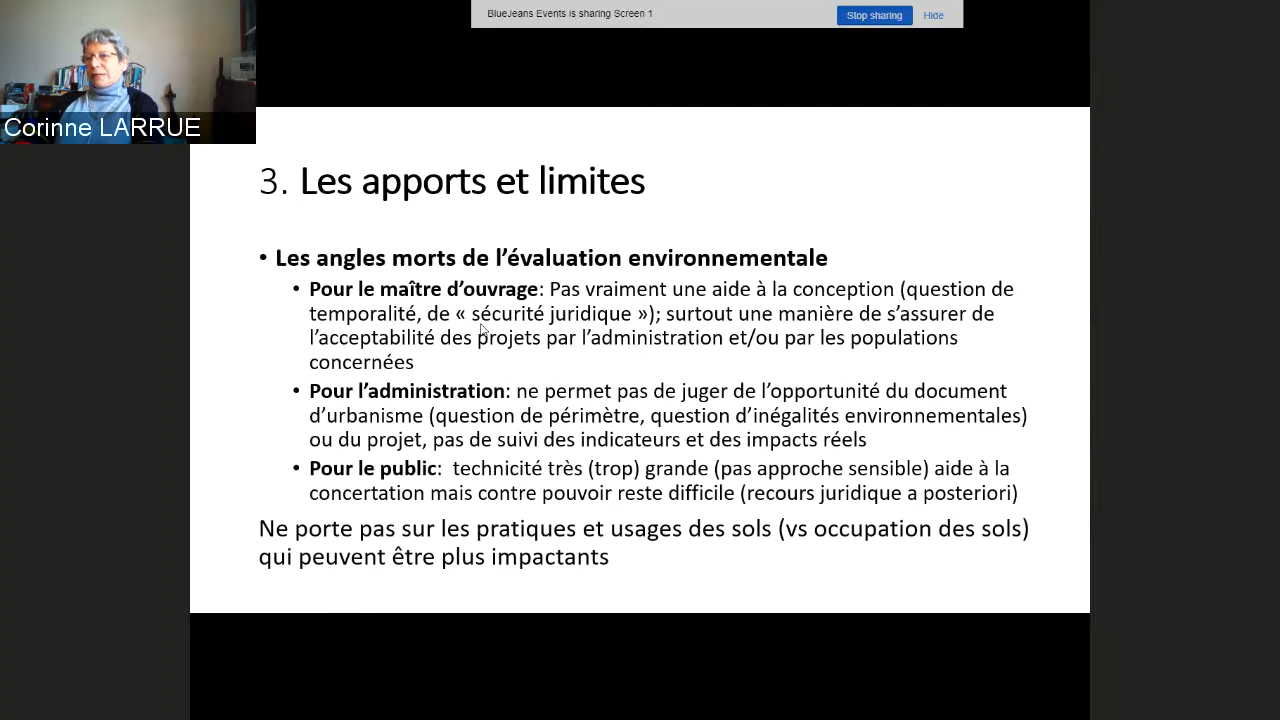 BlueJeans Events is sharing Screen 1
Stop sharing
Hide
Corinne LARRUE
3. Les apports et limites
• Les angles morts de l’évaluation environnementale
• Pour le maître d’ouvrage: Pas vraiment une aide à la conception (question de
temporalité, de « sécurité juridique »); surtout une manière de s’assurer de
l’acceptabilité des projets par l’administration et/ou par les populations
concernées
• Pour l’administration: ne permet pas de juger de l’opportunité du document
d’urbanisme (question de périmètre, question d’inégalités environnementales)
ou du projet, pas de suivi des indicateurs et des impacts réels
• Pour le public:  technicité très (trop) grande (pas approche sensible) aide à la
concertation mais contre pouvoir reste difficile (recours juridique a posteriori)
Ne porte pas sur les pratiques et usages des sols (vs occupation des sols)
qui peuvent être plus impactants